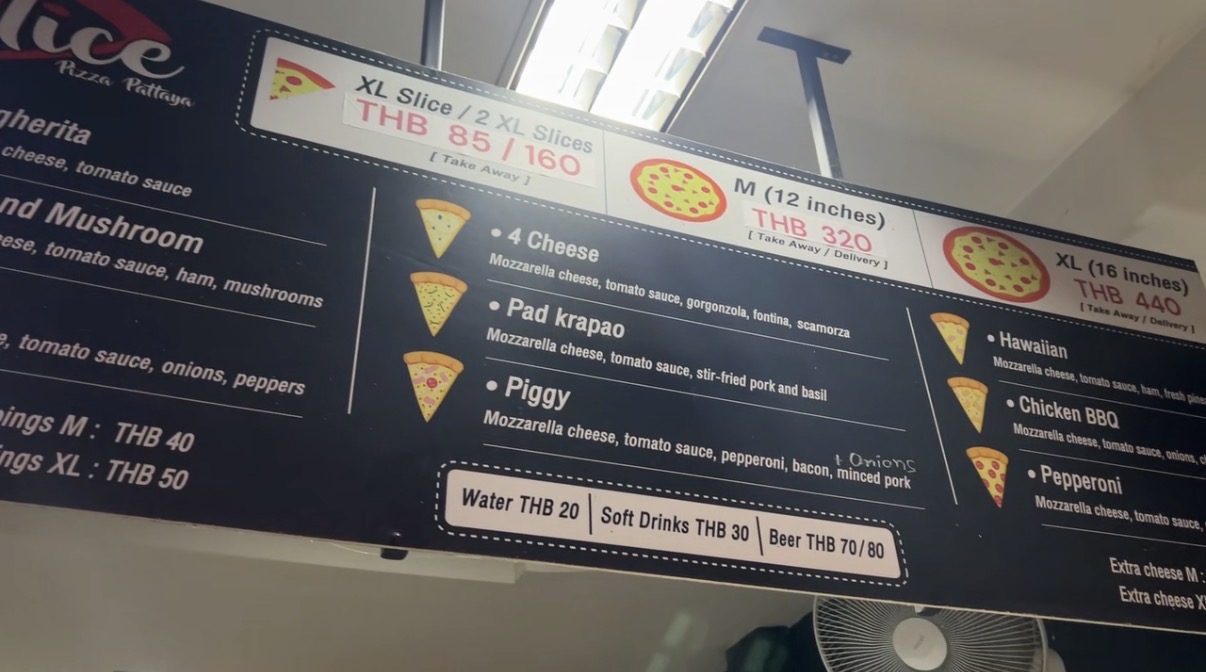 lice
Pizza Pattaya
XL Slice / 2 XL Slices
THB 85 / 160
[ Take Away ]
M (12 inches)
THB 320
[ Take Away / Delivery ]
XL (16 inches)
THB 440
[ Take Away / Delivery ]
gherita
cheese, tomato sauce
nd Mushroom
eese, tomato sauce, ham, mushrooms
e, tomato sauce, onions, peppers
pings M : THB 40
ings XL : THB 50
• 4 Cheese
Mozzarella cheese, tomato sauce, gorgonzola, fontina, scamorza
• Pad krapao
Mozzarella cheese, tomato sauce, stir-fried pork and basil
• Piggy
+ Onions
Mozzarella cheese, tomato sauce, pepperoni, bacon, minced pork
Water THB 20 | Soft Drinks THB 30 | Beer THB 70/80
• Hawaiian
Mozzarella cheese, tomato sauce, ham, fresh pine
• Chicken BBQ
Mozzarella cheese, tomato sauce, onions, c
• Pepperoni
Mozzarella cheese, tomato sauce,
Extra cheese M :
Extra cheese X